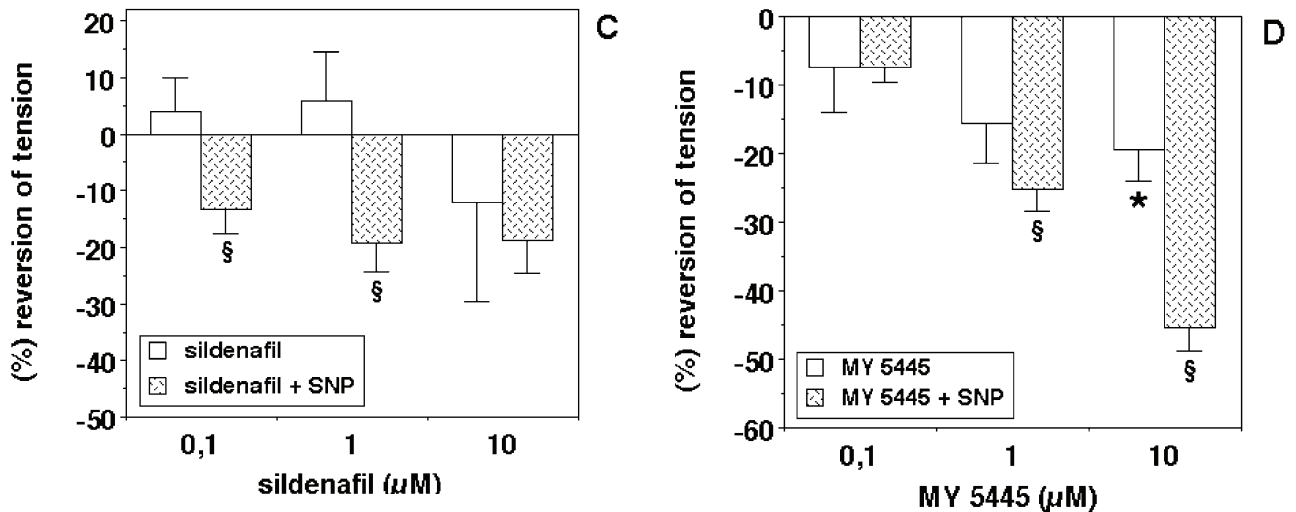 C
(%) reversion of tension
20
10
0
-10
-20
-30
-40
-50
§
§
sildenafil
sildenafil + SNP
0,1 1 10
sildenafil (µM)
D
(%) reversion of tension
0
-10
-20
-30
-40
-50
-60
§
*
§
MY 5445
MY 5445 + SNP
0,1 1 10
MY 5445 (µM)